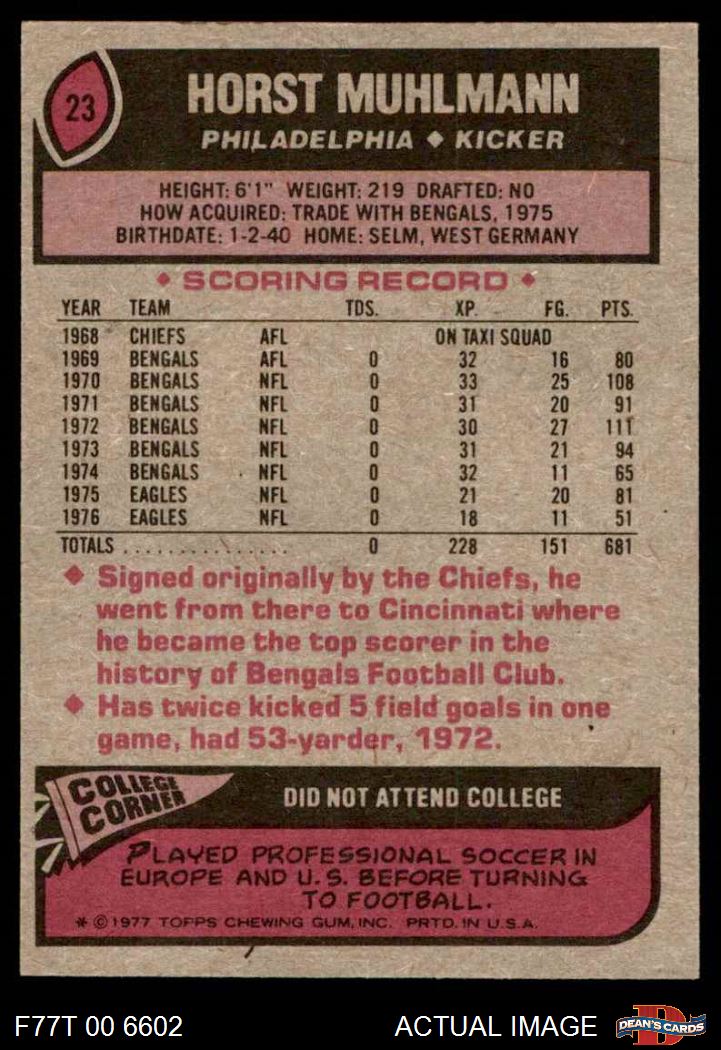 23
HORST MUHLMANN
PHILADELPHIA ◆ KICKER
HEIGHT: 6'1" WEIGHT: 219 DRAFTED: NO
HOW ACQUIRED: TRADE WITH BENGALS, 1975
BIRTHDATE: 1-2-40 HOME: SELM, WEST GERMANY
◆ SCORING RECORD ◆
YEAR TEAM TDS. XP. FG. PTS.
1968 CHIEFS AFL ON TAXI SQUAD
1969 BENGALS AFL 0 32 16 80
1970 BENGALS NFL 0 33 25 108
1971 BENGALS NFL 0 31 20 91
1972 BENGALS NFL 0 30 27 111
1973 BENGALS NFL 0 31 21 94
1974 BENGALS NFL 0 32 11 65
1975 EAGLES NFL 0 21 20 81
1976 EAGLES NFL 0 18 11 51
TOTALS ................ 0 228 151 681
◆ Signed originally by the Chiefs, he
went from there to Cincinnati where
he became the top scorer in the
history of Bengals Football Club.
◆ Has twice kicked 5 field goals in one
game, had 53-yarder, 1972.
COLLEGE
CORNER
DID NOT ATTEND COLLEGE
PLAYED PROFESSIONAL SOCCER IN
EUROPE AND U.S. BEFORE TURNING
TO FOOTBALL.
* © 1977 TOPPS CHEWING GUM, INC. PRTD. IN U.S.A.
F77T 00 6602 ACTUAL IMAGE
D
DEAN'S CARDS